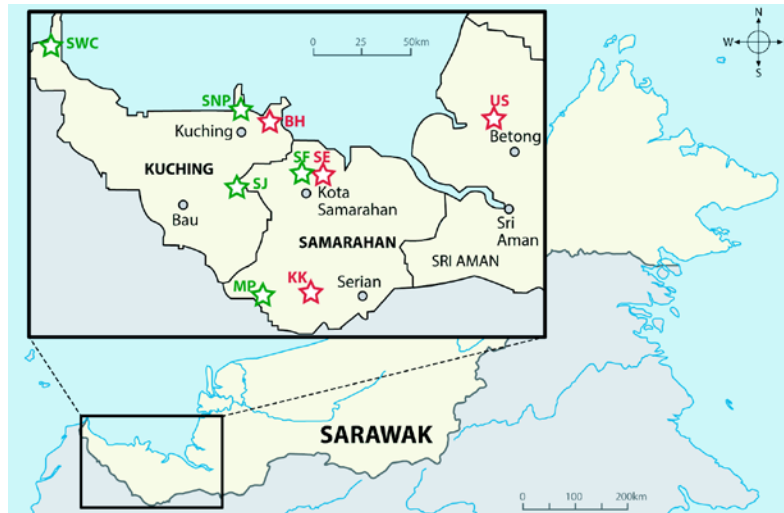 SWC
0 25 50km
N
W E
S
SNP
BH
Kuching
US
Betong
KUCHING
SF SE
SJ
Kota
Samarahan
Bau
SAMARAHAN
Sri
Aman
SRI AMAN
MP
KK
Serian
SARAWAK
0 100 200km